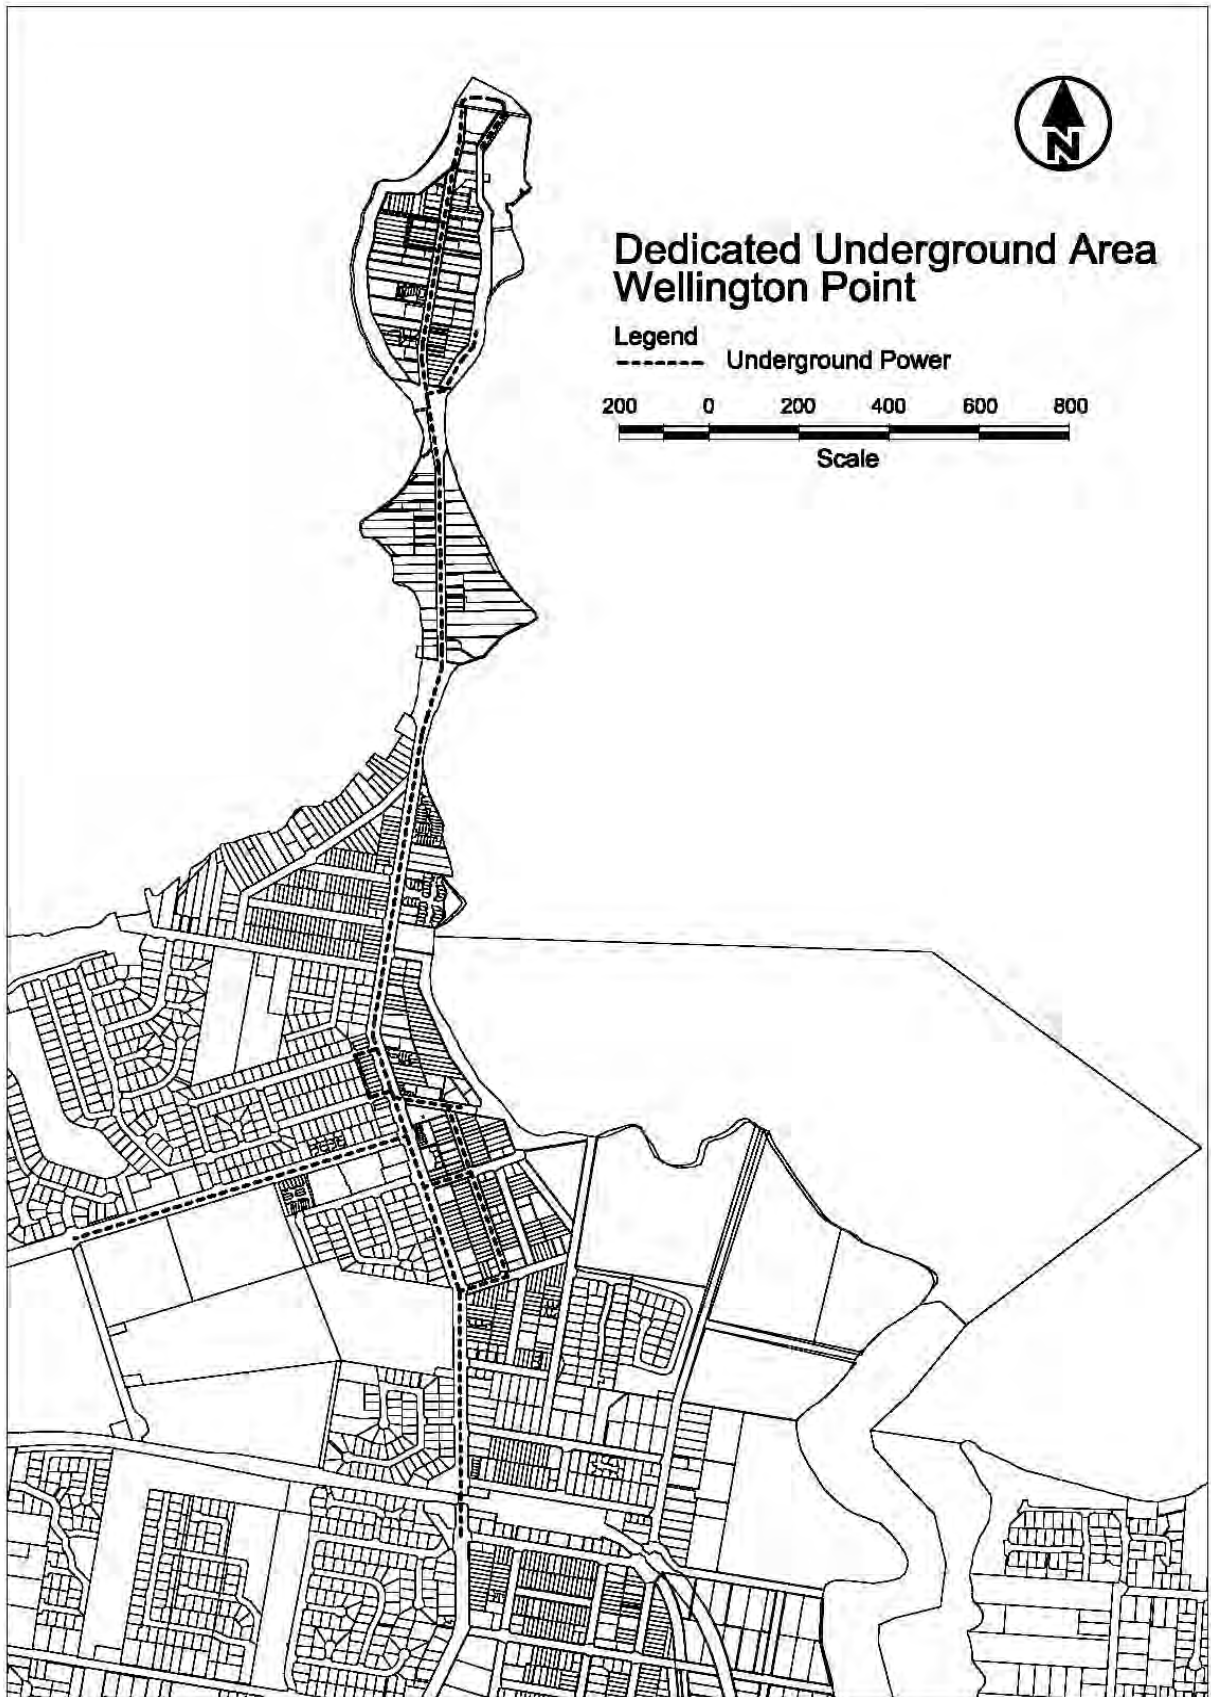 N
Dedicated Underground Area
Wellington Point
Legend
Underground Power
200 0 200 400 600 800
Scale